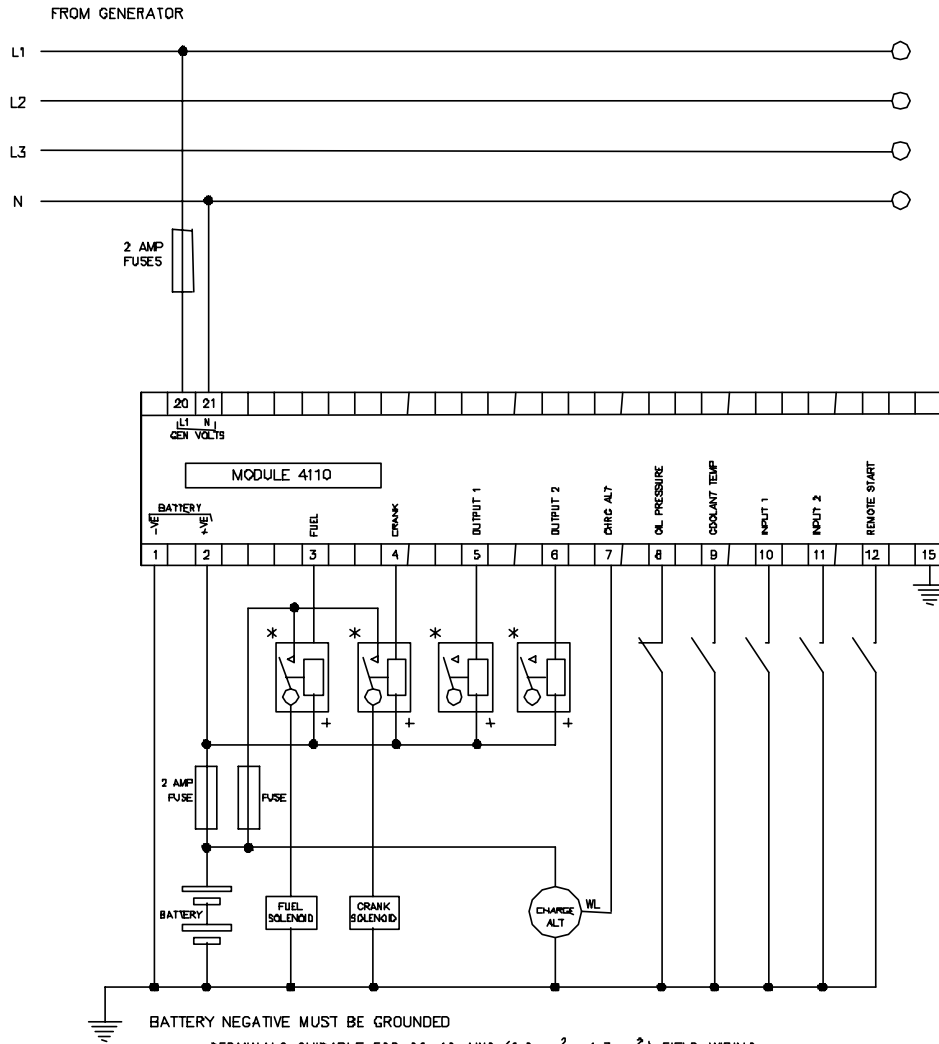 FROM GENERATOR
L1
L2
L3
N
2 AMP
FUSES
20 21
L1 N
GEN VOLTS
MODULE 4110
BATTERY
-VE
+VE
FUEL
CRANK
OUTPUT 1
OUTPUT 2
CHRG ALT
OIL PRESSURE
COOLANT TEMP
INPUT 1
INPUT 2
REMOTE START
1 2 3 4 5 6 7 8 9 10 11 12 15
* * * *
+ + + +
2 AMP
FUSE
FUSE
BATTERY
FUEL
SOLENOID
CRANK
SOLENOID
CHARGE
ALT
WL
BATTERY NEGATIVE MUST BE GROUNDED